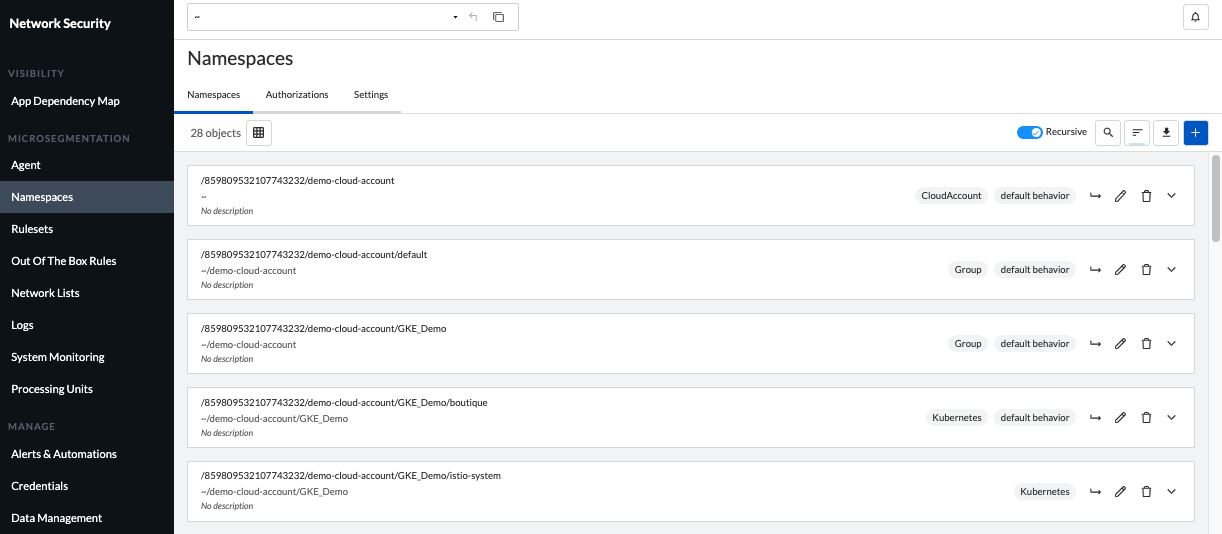 Network Security
VISIBILITY
App Dependency Map
MICROSEGMENTATION
Agent
Namespaces
Rulesets
Out Of The Box Rules
Network Lists
Logs
System Monitoring
Processing Units
MANAGE
Alerts & Automations
Credentials
Data Management
~
Namespaces
Namespaces Authorizations Settings
28 objects Recursive
/859809532107743232/demo-cloud-account
~
No description
CloudAccount default behavior
/859809532107743232/demo-cloud-account/default
~/demo-cloud-account
No description
Group default behavior
/859809532107743232/demo-cloud-account/GKE_Demo
~/demo-cloud-account
No description
Group default behavior
/859809532107743232/demo-cloud-account/GKE_Demo/boutique
~/demo-cloud-account/GKE_Demo
No description
Kubernetes default behavior
/859809532107743232/demo-cloud-account/GKE_Demo/istio-system
~/demo-cloud-account/GKE_Demo
No description
Kubernetes